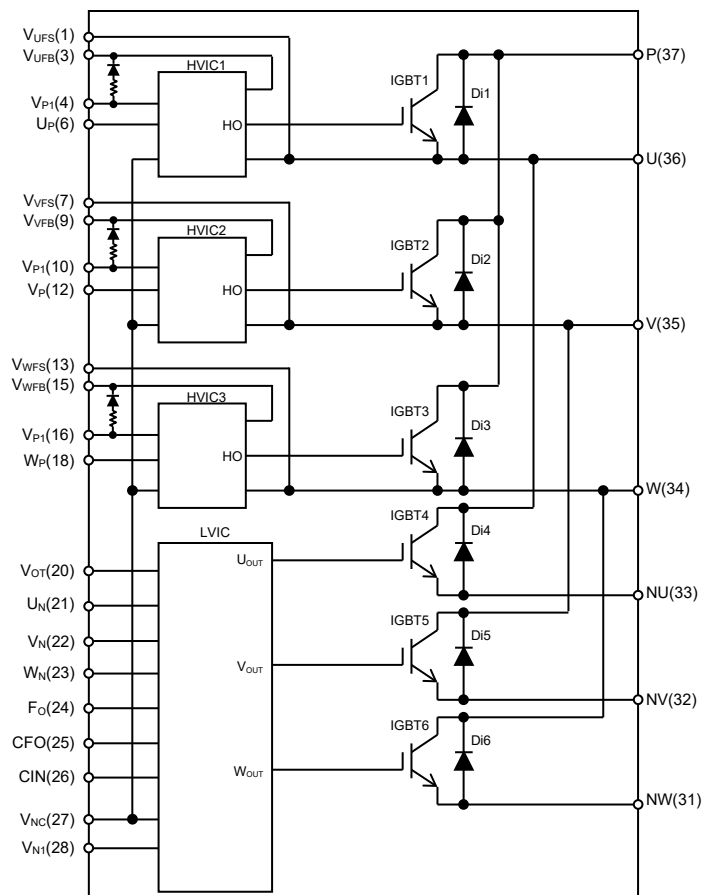 VUFS(1)
VUFB(3)
HVIC1
IGBT1
P(37)
Di1
VP1(4)
UP(6)
HO
U(36)
VVFS(7)
VVFB(9)
HVIC2
IGBT2
Di2
VP1(10)
VP(12)
HO
V(35)
VWFS(13)
VWFB(15)
HVIC3
IGBT3
Di3
VP1(16)
WP(18)
HO
W(34)
LVIC
IGBT4
UOUT
Di4
VOT(20)
UN(21)
NU(33)
IGBT5
Di5
VN(22)
VOUT
WN(23)
NV(32)
FO(24)
IGBT6
CFO(25)
Di6
WOUT
CIN(26)
NW(31)
VNC(27)
VN1(28)